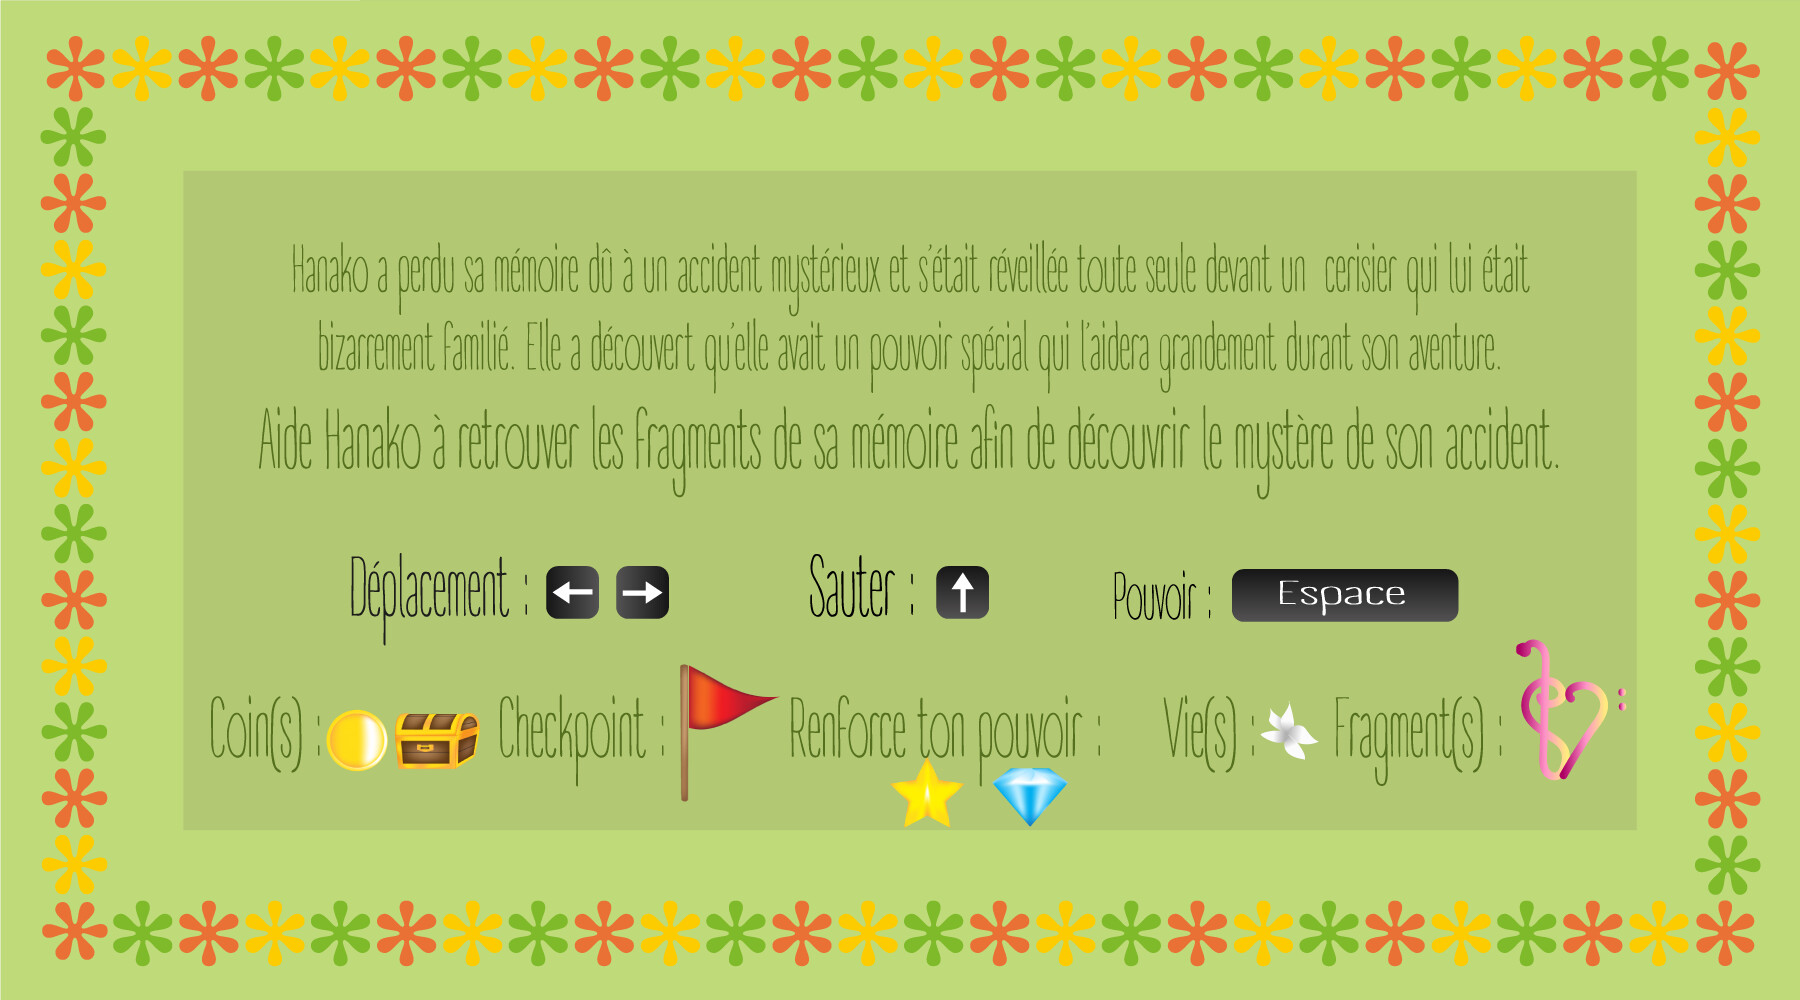 Hanako a perdu sa mémoire dû à un accident mystérieux et s'était réveillée toute seule devant un cerisier qui lui était
bizarrement familié. Elle a découvert qu'elle avait un pouvoir spécial qui l'aidera grandement durant son aventure.
Aide Hanako à retrouver les fragments de sa mémoire afin de découvrir le mystère de son accident.
Déplacement : Sauter : Pouvoir : Espace
Coin(s) : Checkpoint : Renforce ton pouvoir : Vie(s) : Fragment(s) :